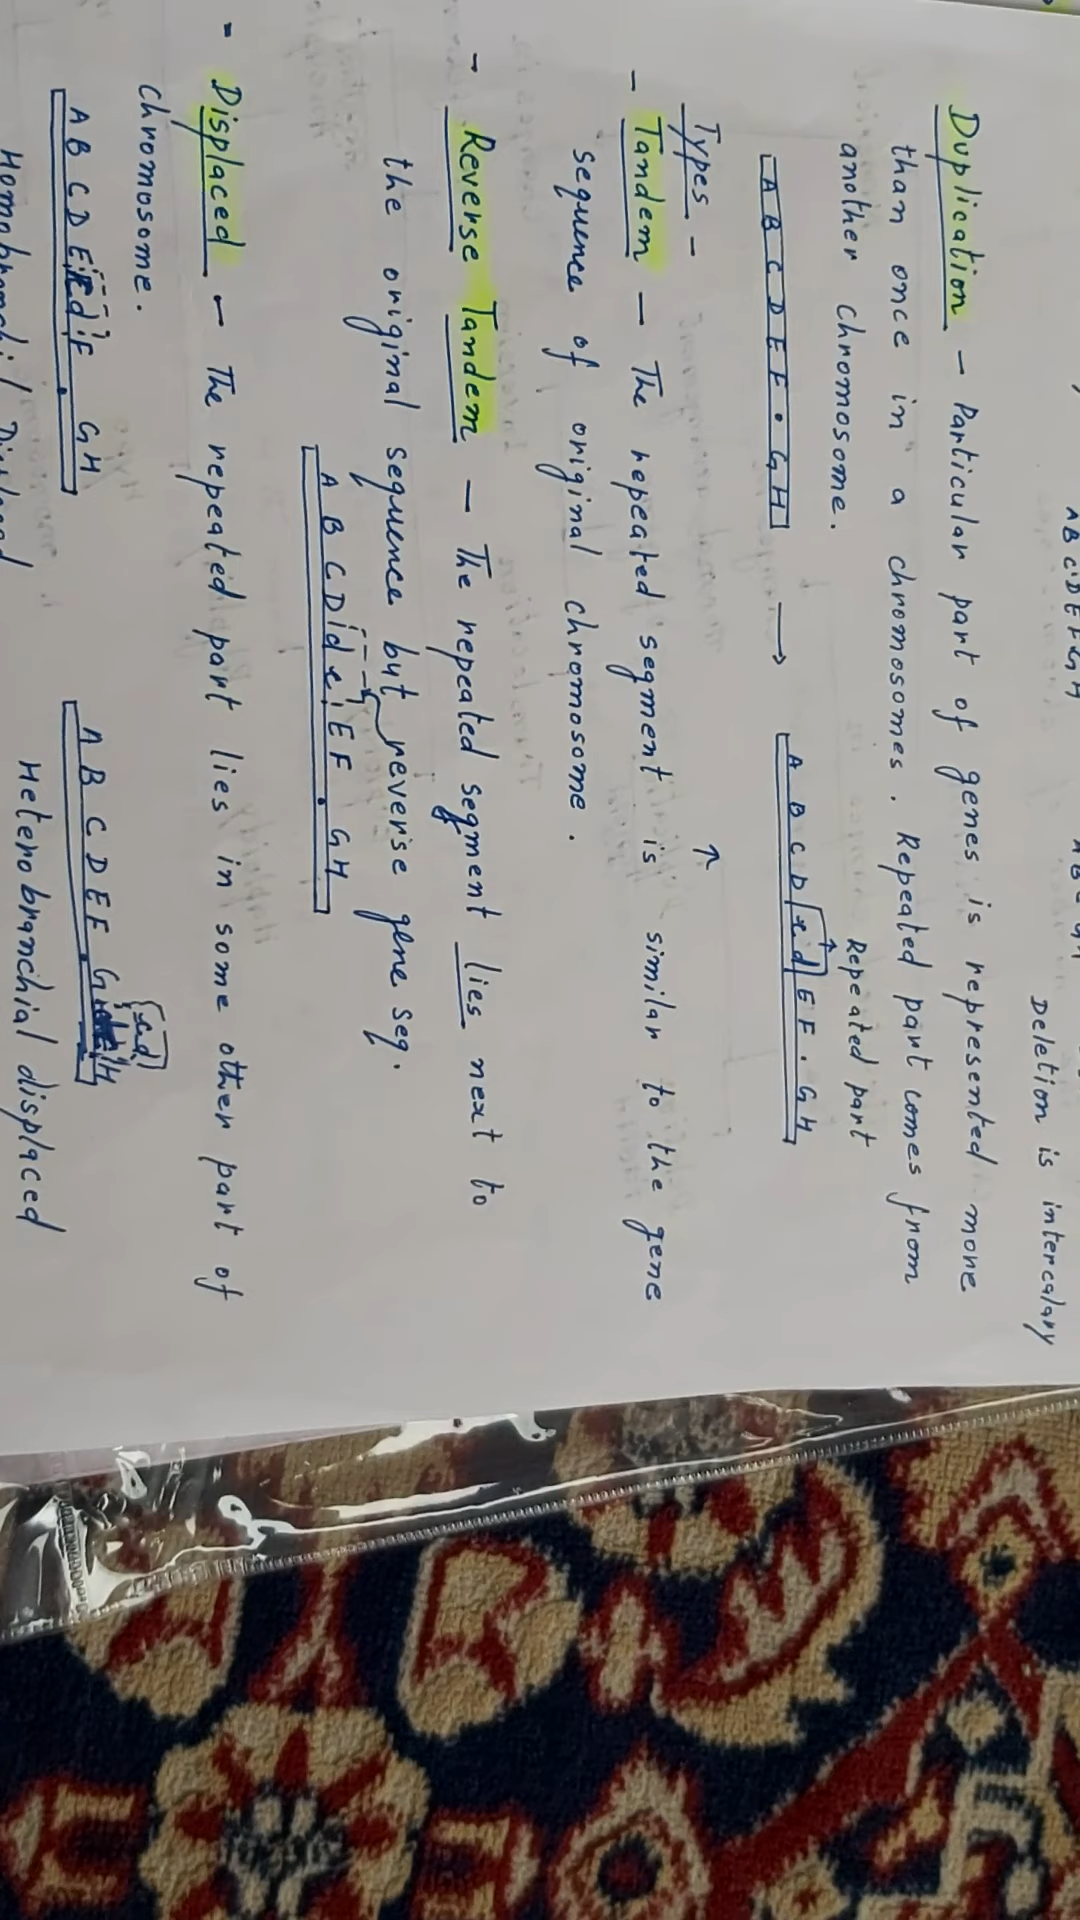 ABCDEFGH
Deletion is intercalary
Duplication - Particular part of genes is represented more
than once in a chromosomes. Repeated part comes from
another chromosome.
Repeated part
A B C D E F . G H → A B C D c d E F . G H
Types -
- Tandem - The repeated segment is similar to the gene
sequence of original chromosome.
- Reverse Tandem - The repeated segment lies next to
the original sequence but reverse gene seq.
A B C D d c E F . G H
- Displaced - The repeated part lies in some other part of
chromosome.
A B C D E c d F . G H
A B C D E F . G cd H
Displaced
Heterobranchial displaced